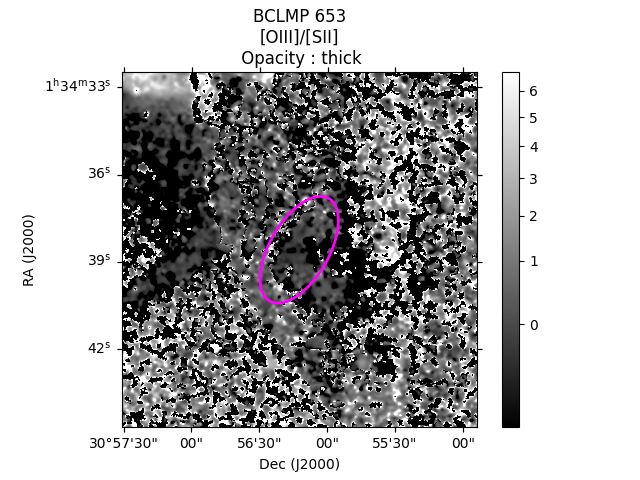 BCLMP 653
[OIII]/[SII]
Opacity : thick
1ʰ34ᵐ33ˢ
36ˢ
39ˢ
42ˢ
RA (J2000)
30°57'30" 00" 56'30" 00" 55'30" 00"
Dec (J2000)
6
5
4
3
2
1
0